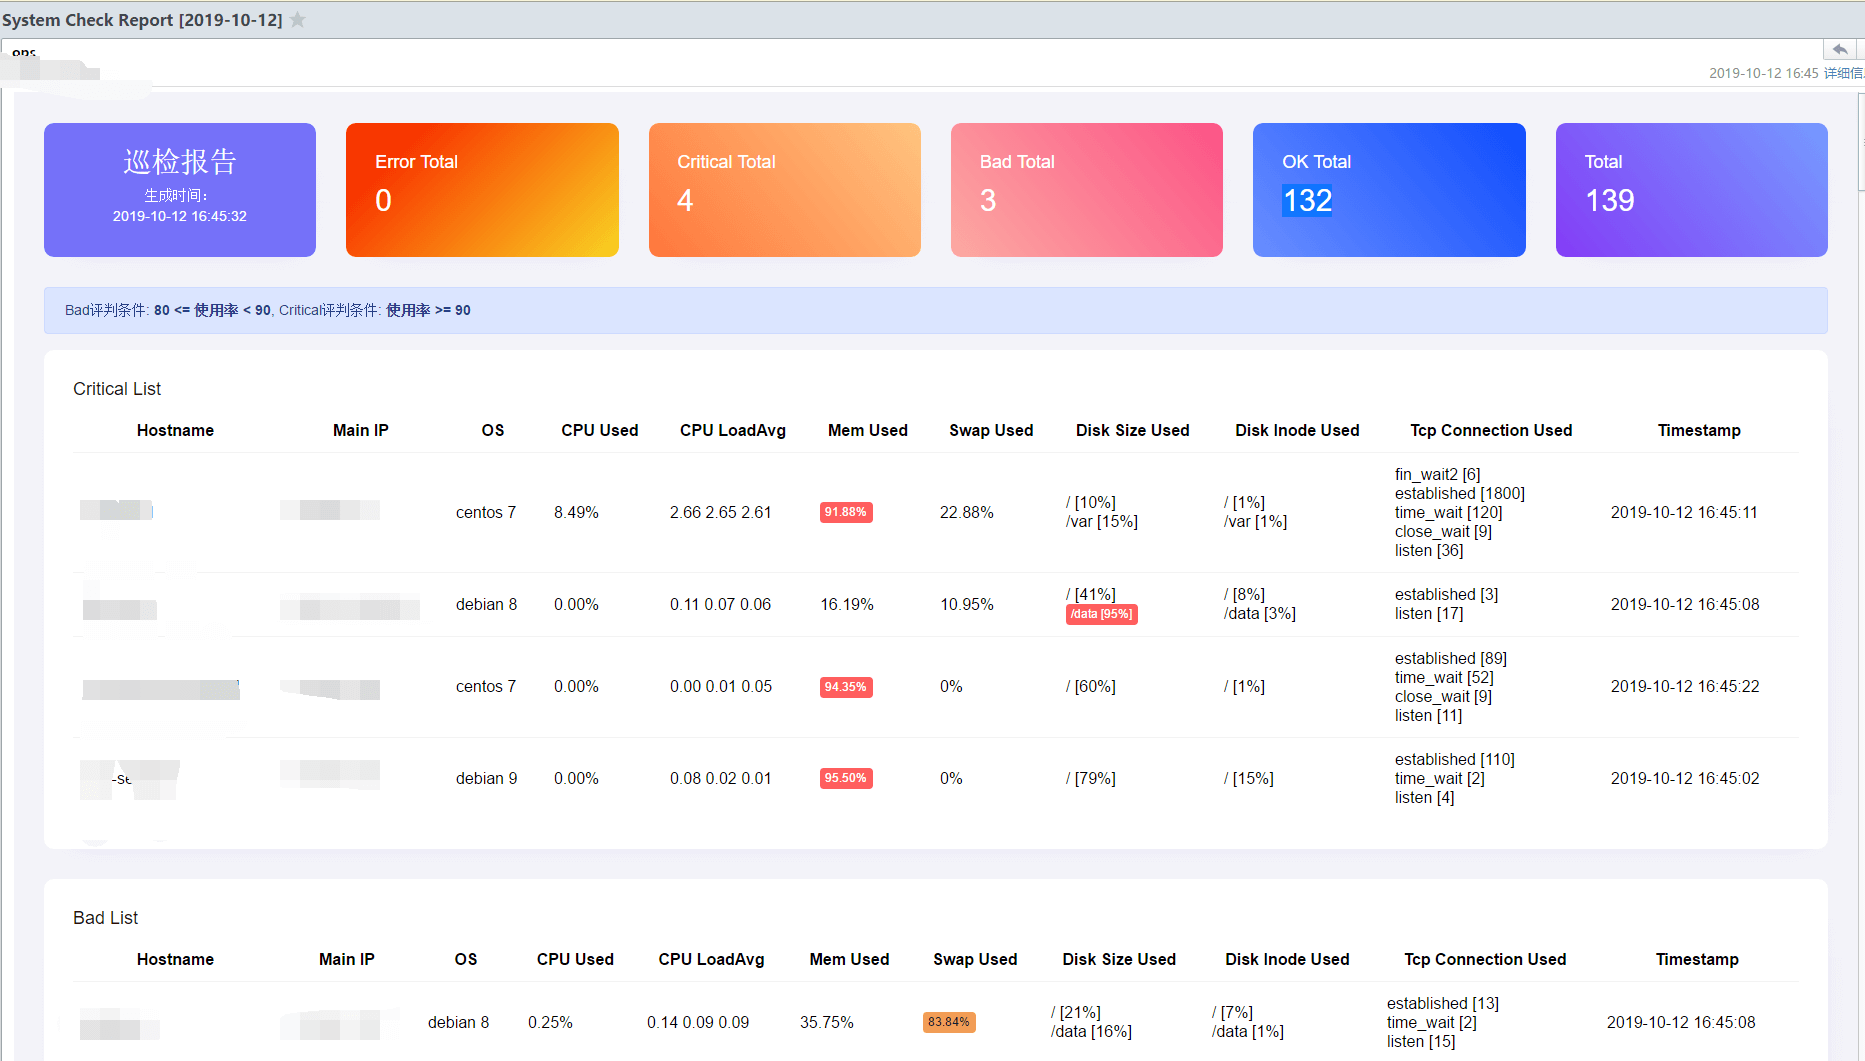 System Check Report [2019-10-12]
ops
2019-10-12 16:45 详细信
巡检报告
生成时间：
2019-10-12 16:45:32
Error Total
0
Critical Total
4
Bad Total
3
OK Total
132
Total
139
Bad评判条件: 80 <= 使用率 < 90, Critical评判条件: 使用率 >= 90
Critical List
Hostname Main IP OS CPU Used CPU LoadAvg Mem Used Swap Used Disk Size Used Disk Inode Used Tcp Connection Used Timestamp
centos 7 8.49% 2.66 2.65 2.61 91.88% 22.88%
/ [10%]
/var [15%]
/ [1%]
/var [1%]
fin_wait2 [6]
established [1800]
time_wait [120]
close_wait [9]
listen [36]
2019-10-12 16:45:11
debian 8 0.00% 0.11 0.07 0.06 16.19% 10.95%
/ [41%]
/data [95%]
/ [8%]
/data [3%]
established [3]
listen [17]
2019-10-12 16:45:08
centos 7 0.00% 0.00 0.01 0.05 94.35% 0% / [60%] / [1%]
established [89]
time_wait [52]
close_wait [9]
listen [11]
2019-10-12 16:45:22
-se
debian 9 0.00% 0.08 0.02 0.01 95.50% 0% / [79%] / [15%]
established [110]
time_wait [2]
listen [4]
2019-10-12 16:45:02
Bad List
Hostname Main IP OS CPU Used CPU LoadAvg Mem Used Swap Used Disk Size Used Disk Inode Used Tcp Connection Used Timestamp
debian 8 0.25% 0.14 0.09 0.09 35.75% 83.84%
/ [21%]
/data [16%]
/ [7%]
/data [1%]
established [13]
time_wait [2]
listen [15]
2019-10-12 16:45:08